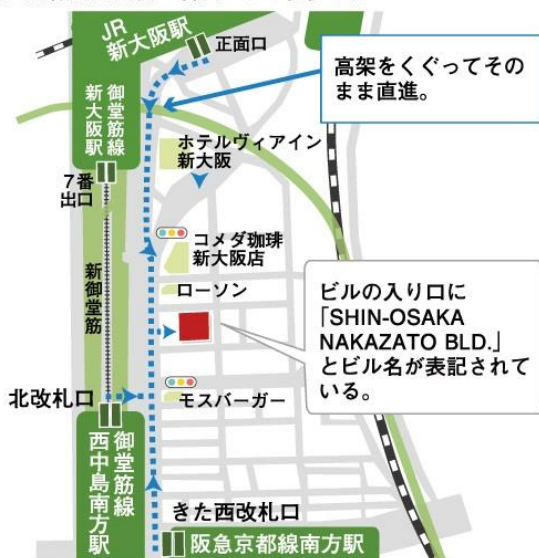 JR
新大阪駅
正面口
高架をくぐってその
まま直進。
御堂筋線
新大阪駅
ホテルヴィアイン
新大阪
7番
出口
コメダ珈琲
新大阪店
新御堂筋
ローソン
ビルの入り口に
「SHIN-OSAKA
NAKAZATO BLD.」
とビル名が表記されて
いる。
北改札口
モスバーガー
御堂筋線
西中島南方駅
きた西改札口
阪急京都線南方駅